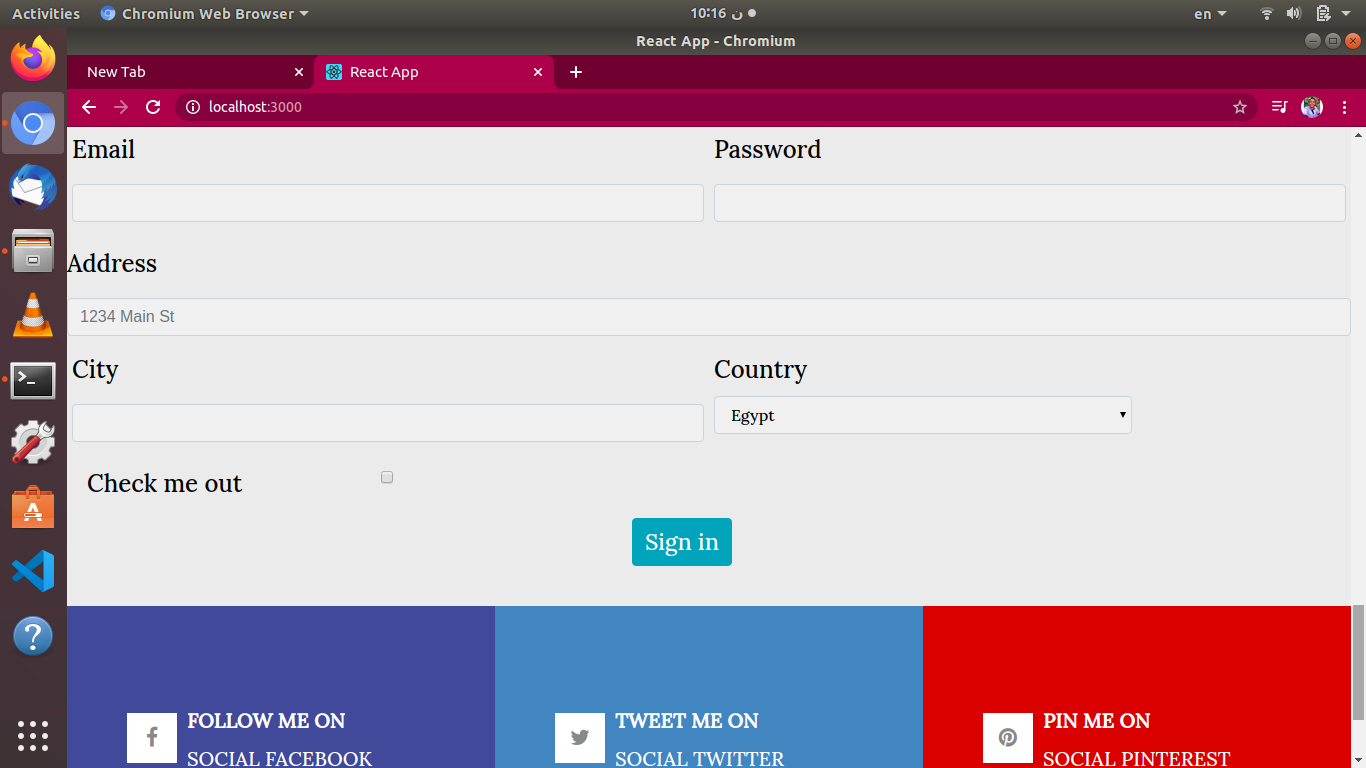 Activities Chromium Web Browser 10:16 ن en
React App - Chromium
New Tab React App
localhost:3000
Email Password
Address
1234 Main St
City Country
Egypt
Check me out
Sign in
FOLLOW ME ON
SOCIAL FACEBOOK
TWEET ME ON
SOCIAL TWITTER
PIN ME ON
SOCIAL PINTEREST